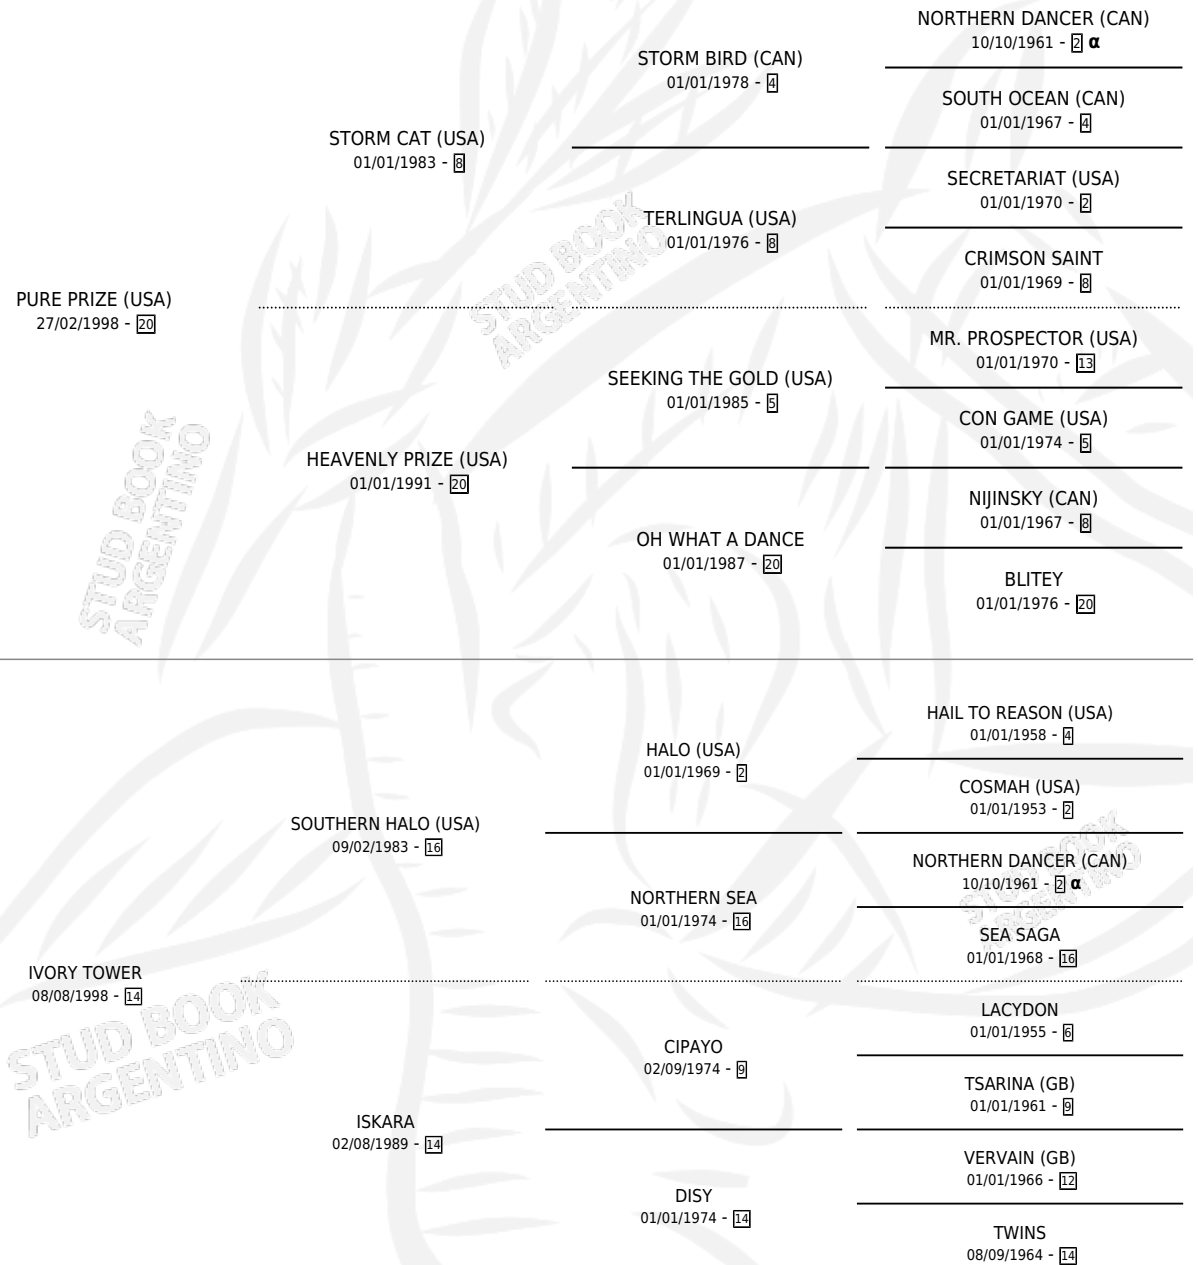 NORTHERN DANCER (CAN)
10/10/1961 - 2 α
STORM BIRD (CAN)
01/01/1978 - 4
SOUTH OCEAN (CAN)
01/01/1967 - 4
STORM CAT (USA)
01/01/1983 - 8
SECRETARIAT (USA)
01/01/1970 - 2
TERLINGUA (USA)
01/01/1976 - 8
CRIMSON SAINT
01/01/1969 - 8
PURE PRIZE (USA)
27/02/1998 - 20
MR. PROSPECTOR (USA)
01/01/1970 - 13
SEEKING THE GOLD (USA)
01/01/1985 - 5
CON GAME (USA)
01/01/1974 - 5
HEAVENLY PRIZE (USA)
01/01/1991 - 20
NIJINSKY (CAN)
01/01/1967 - 8
OH WHAT A DANCE
01/01/1987 - 20
BLITEY
01/01/1976 - 20
HAIL TO REASON (USA)
01/01/1958 - 4
HALO (USA)
01/01/1969 - 2
COSMAH (USA)
01/01/1953 - 2
SOUTHERN HALO (USA)
09/02/1983 - 16
NORTHERN DANCER (CAN)
10/10/1961 - 2 α
NORTHERN SEA
01/01/1974 - 16
SEA SAGA
01/01/1968 - 16
IVORY TOWER
08/08/1998 - 14
LACYDON
01/01/1955 - 6
CIPAYO
02/09/1974 - 9
TSARINA (GB)
01/01/1961 - 9
ISKARA
02/08/1989 - 14
VERVAIN (GB)
01/01/1966 - 12
DISY
01/01/1974 - 14
TWINS
08/09/1964 - 14
STUD BOOK
ARGENTINO
STUD BOOK
ARGENTINO
STUD BOOK
ARGENTINO
STUD BOOK
ARGENTINO